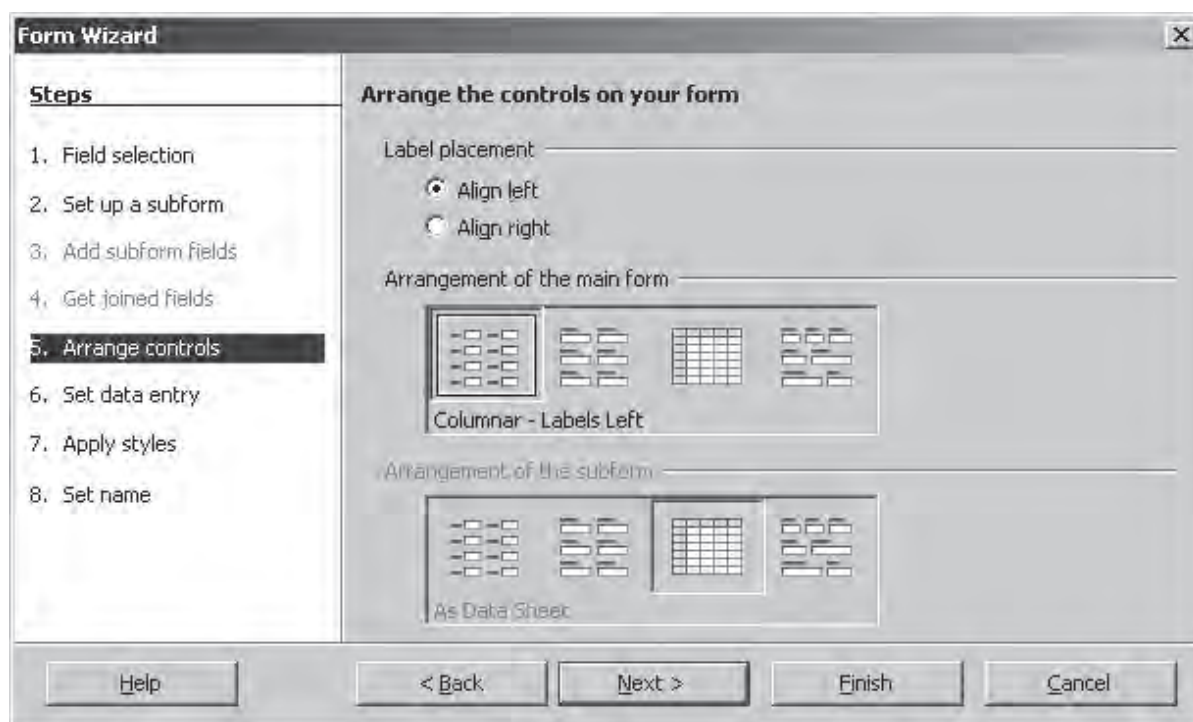 Form Wizard
Steps
1. Field selection
2. Set up a subform
3. Add subform fields
4. Get joined fields
5. Arrange controls
6. Set data entry
7. Apply styles
8. Set name
Arrange the controls on your form
Label placement
Align left
Align right
Arrangement of the main form
Columnar - Labels Left
Arrangement of the subform
As Data Sheet
Help
< Back
Next >
Finish
Cancel